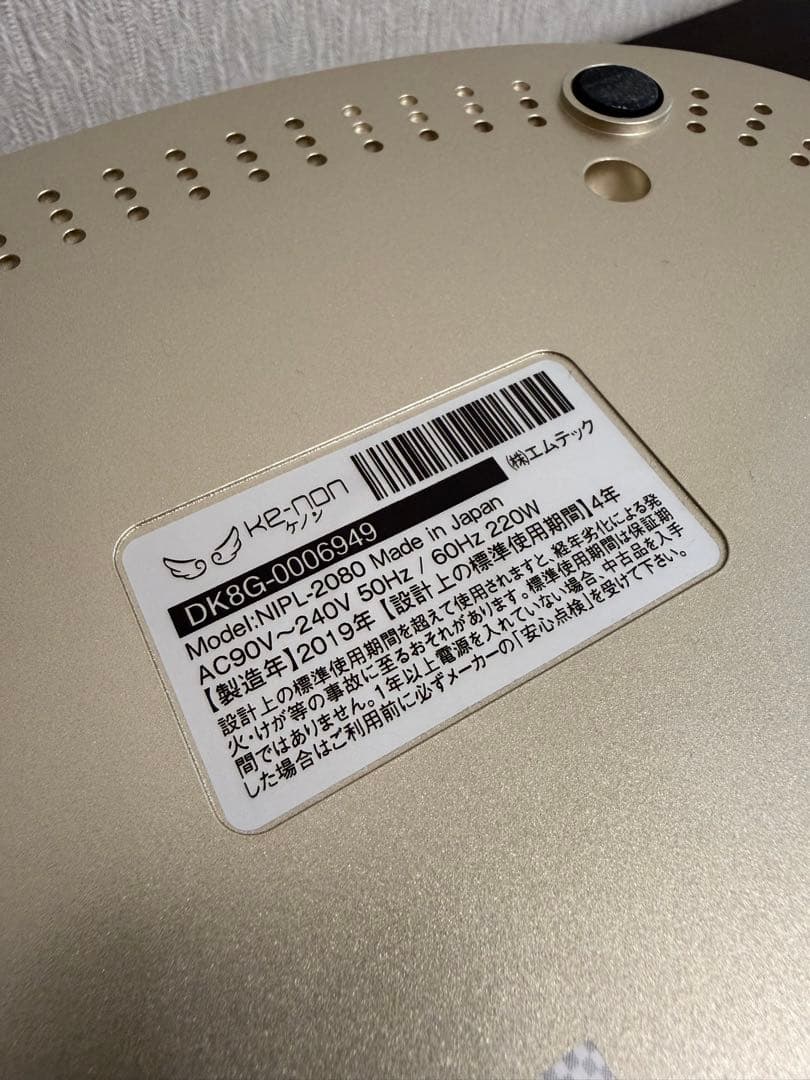 ke-non
ケノン
㈱エムテック
DK8G-0006949
Model:NIPL-2080 Made in Japan
AC90V～240V 50Hz / 60Hz 220W
【製造年】2019年【設計上の標準使用期間】4年
設計上の標準使用期間を超えて使用されますと、経年劣化による発
火・けが等の事故に至るおそれがあります。標準使用期間は保証期
間ではありません。1年以上電源を入れていない場合、中古品を入手
した場合はご利用前に必ずメーカーの「安心点検」を受けて下さい。